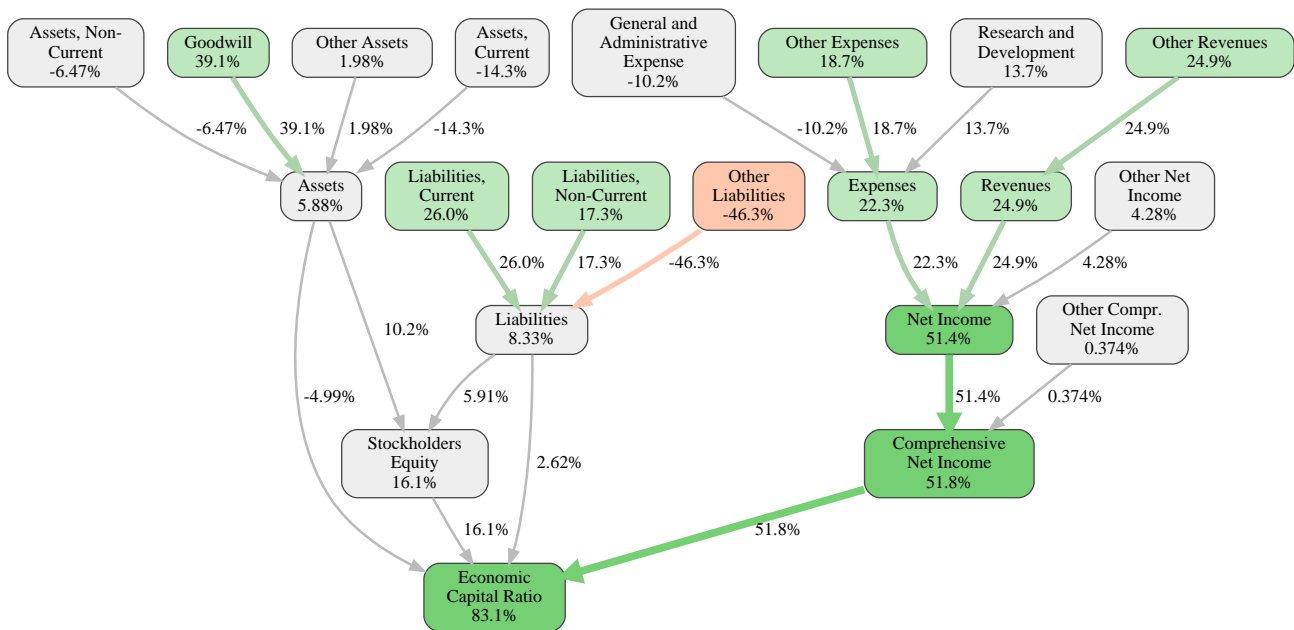 Assets, Non-
Current
-6.47%
Goodwill
39.1%
Other Assets
1.98%
Assets,
Current
-14.3%
General and
Administrative
Expense
-10.2%
Other Expenses
18.7%
Research and
Development
13.7%
Other Revenues
24.9%
-6.47%
39.1%
1.98%
-14.3%
-10.2%
18.7%
13.7%
24.9%
Assets
5.88%
Liabilities,
Current
26.0%
Liabilities,
Non-Current
17.3%
Other
Liabilities
-46.3%
Expenses
22.3%
Revenues
24.9%
Other Net
Income
4.28%
26.0%
17.3%
-46.3%
22.3%
24.9%
4.28%
10.2%
Liabilities
8.33%
Net Income
51.4%
Other Compr.
Net Income
0.374%
-4.99%
5.91%
51.4%
0.374%
Stockholders
Equity
16.1%
2.62%
Comprehensive
Net Income
51.8%
16.1%
51.8%
Economic
Capital Ratio
83.1%